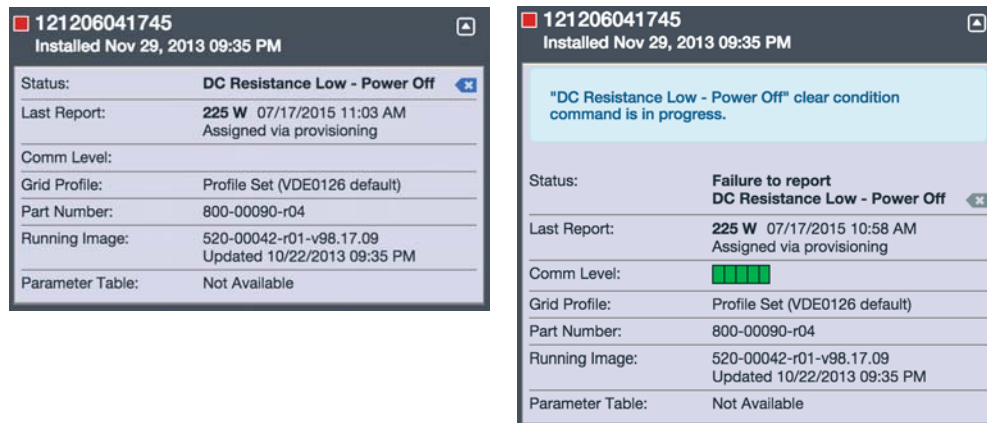 121206041745
Installed Nov 29, 2013 09:35 PM
Status: DC Resistance Low - Power Off
Last Report: 225 W 07/17/2015 11:03 AM
Assigned via provisioning
Comm Level:
Grid Profile: Profile Set (VDE0126 default)
Part Number: 800-00090-r04
Running Image: 520-00042-r01-v98.17.09
Updated 10/22/2013 09:35 PM
Parameter Table: Not Available
121206041745
Installed Nov 29, 2013 09:35 PM
"DC Resistance Low - Power Off" clear condition
command is in progress.
Status: Failure to report
DC Resistance Low - Power Off
Last Report: 225 W 07/17/2015 10:58 AM
Assigned via provisioning
Comm Level:
Grid Profile: Profile Set (VDE0126 default)
Part Number: 800-00090-r04
Running Image: 520-00042-r01-v98.17.09
Updated 10/22/2013 09:35 PM
Parameter Table: Not Available